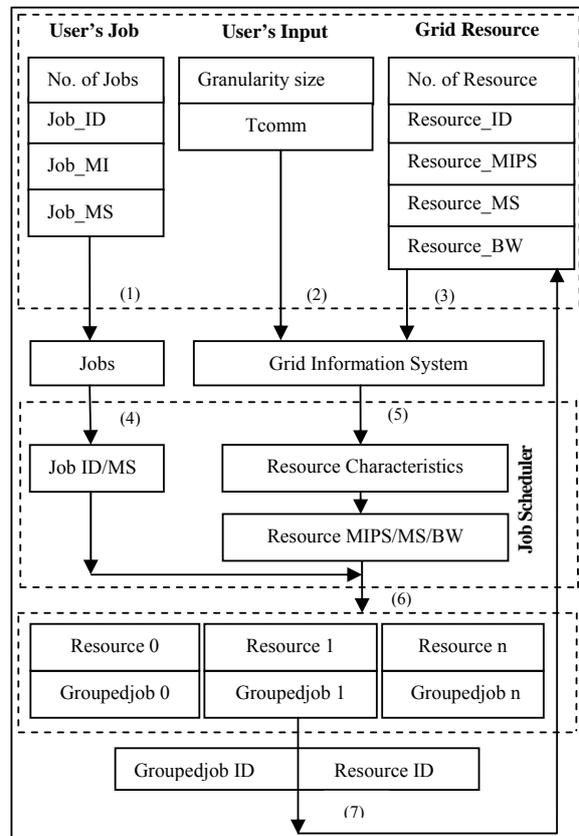 User's Job
User's Input
Grid Resource
No. of Jobs
Job_ID
Job_MI
Job_MS
Granularity size
Tcomm
No. of Resource
Resource_ID
Resource_MIPS
Resource_MS
Resource_BW
(1)
(2)
(3)
Jobs
Grid Information System
(4)
(5)
Job ID/MS
Resource Characteristics
Resource MIPS/MS/BW
Job Scheduler
(6)
Resource 0
Resource 1
Resource n
Groupedjob 0
Groupedjob 1
Groupedjob n
Groupedjob ID
Resource ID
(7)